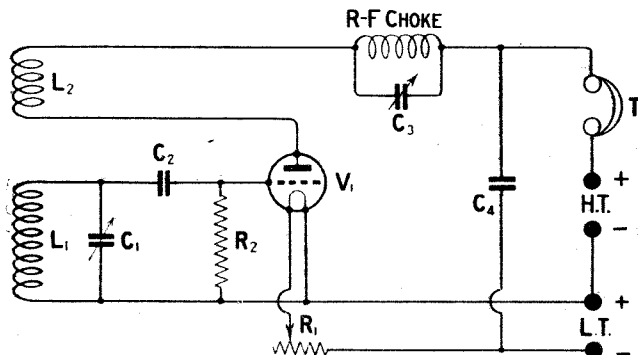 R-F CHOKE
L2
C3
T
C2
V1
+
H.T.
-
C4
L1
C1
R2
+
R1
L.T.
-